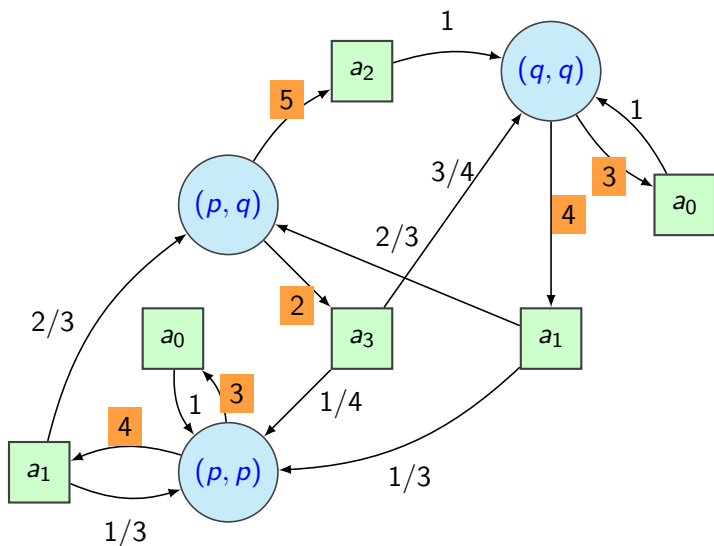 1
a₂
(q, q)
5
1
3/4
3
a₀
(p, q)
4
2/3
2
2/3
a₀
a₃
a₁
3
1/4
1
4
a₁
(p, p)
1/3
1/3